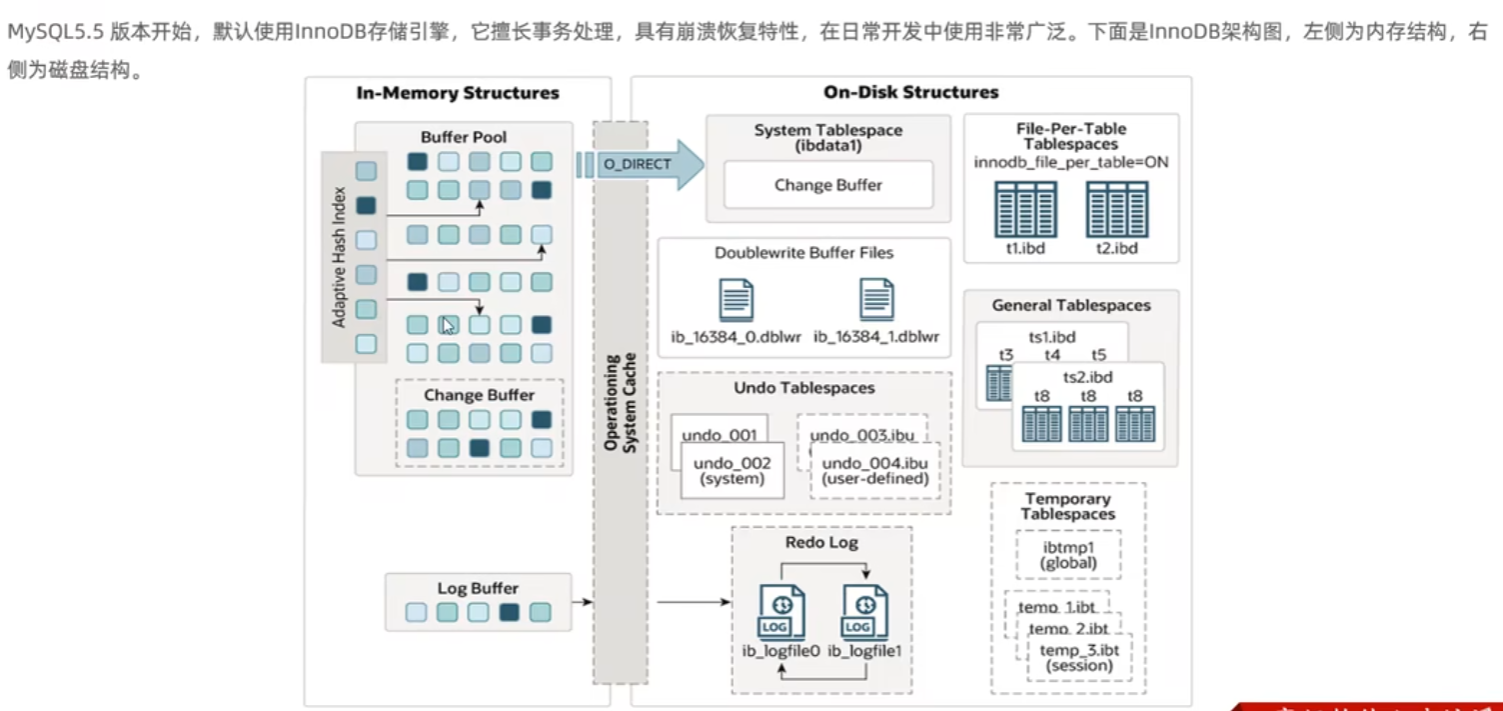 MySQL5.5 版本开始，默认使用InnoDB存储引擎，它擅长事务处理，具有崩溃恢复特性，在日常开发中使用非常广泛。下面是InnoDB架构图，左侧为内存结构，右
侧为磁盘结构。
In-Memory Structures
Buffer Pool
Adaptive Hash Index
Change Buffer
Log Buffer
Operationing
System Cache
O_DIRECT
On-Disk Structures
System Tablespace
(ibdata1)
Change Buffer
File-Per-Table
Tablespaces
innodb_file_per_table=ON
t1.ibd
t2.ibd
Doublewrite Buffer Files
ib_16384_0.dblwr
ib_16384_1.dblwr
General Tablespaces
ts1.ibd
t3 t4 t5
ts2.ibd
t8 t8 t8
Undo Tablespaces
undo_001
undo_002
(system)
undo_003.ibu
undo_004.ibu
(user-defined)
Temporary
Tablespaces
ibtmp1
(global)
temp_1.ibt
temp_2.ibt
temp_3.ibt
(session)
Redo Log
LOG
LOG
ib_logfile0
ib_logfile1